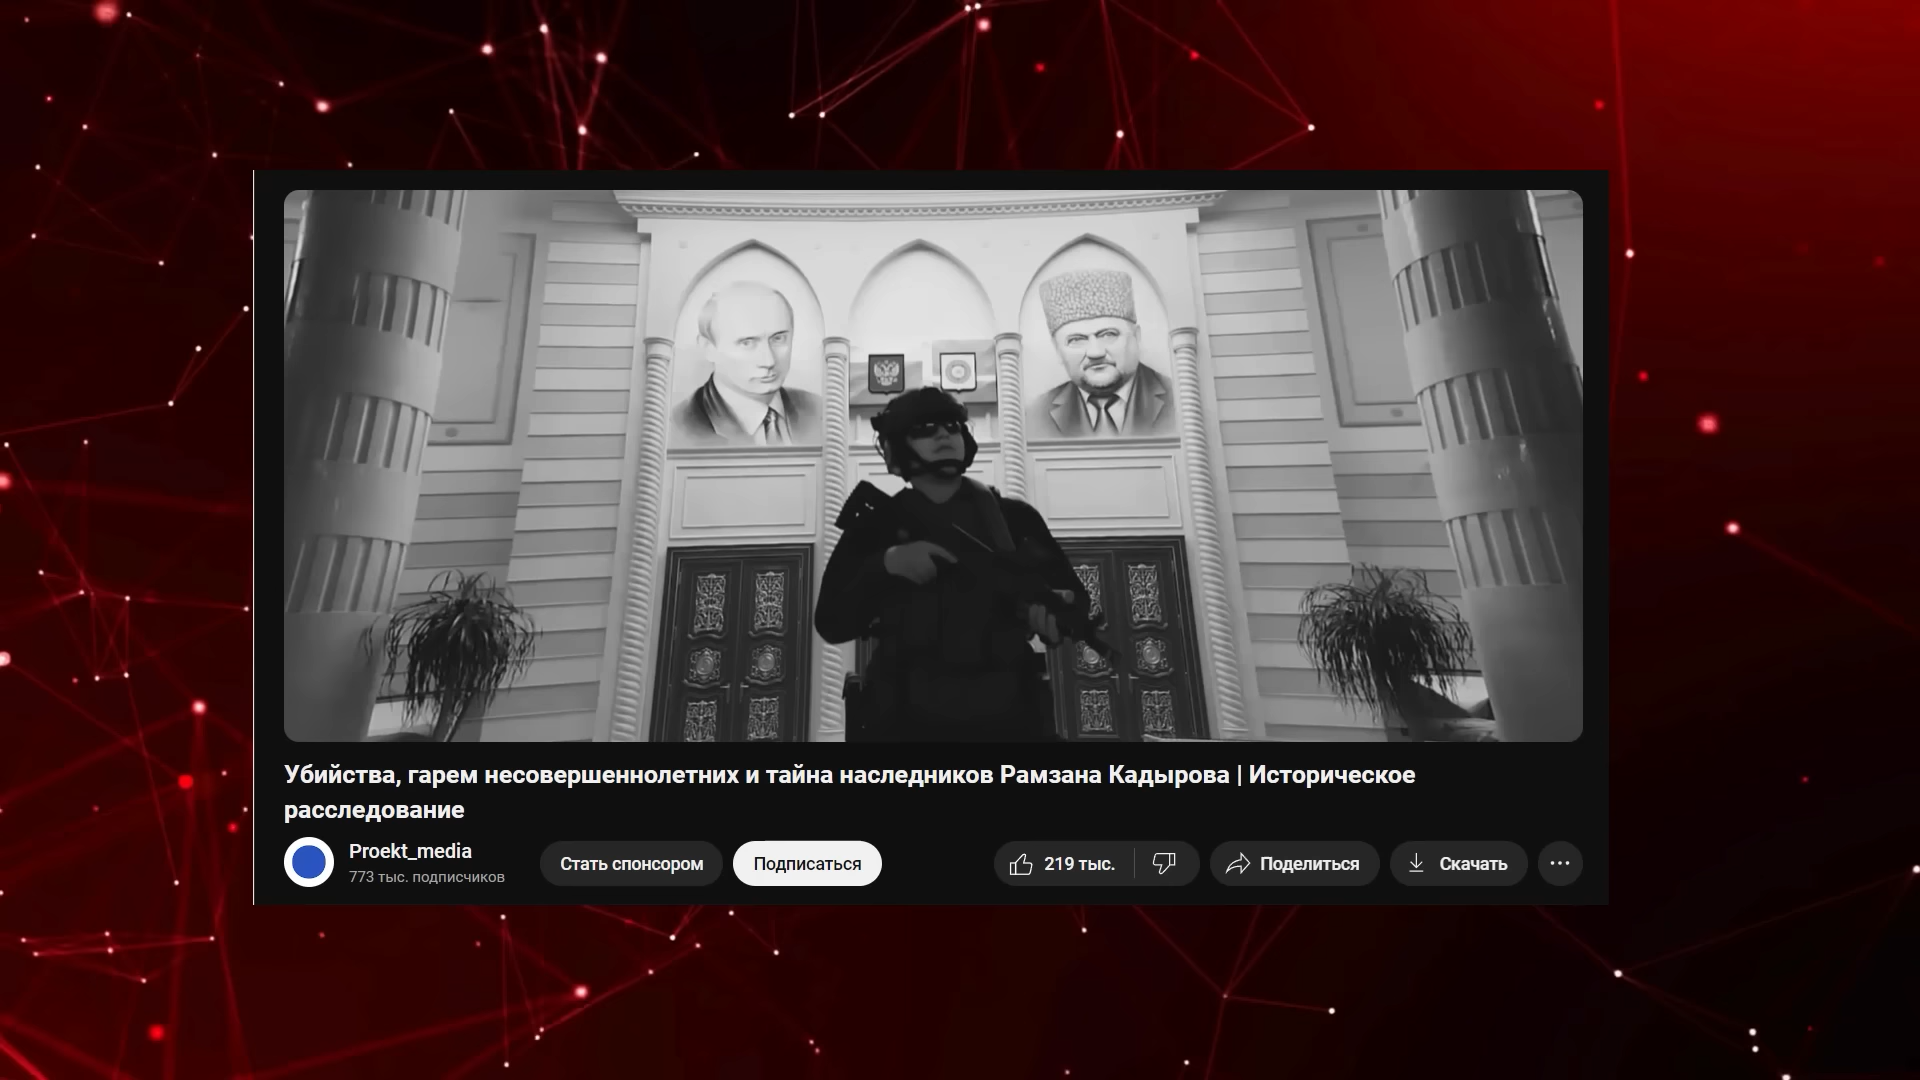 Убийства, гарем несовершеннолетних и тайна наследников Рамзана Кадырова | Историческое
расследование
Proekt_media
773 тыс. подписчиков
Стать спонсором
Подписаться
219 тыс.
Поделиться
Скачать